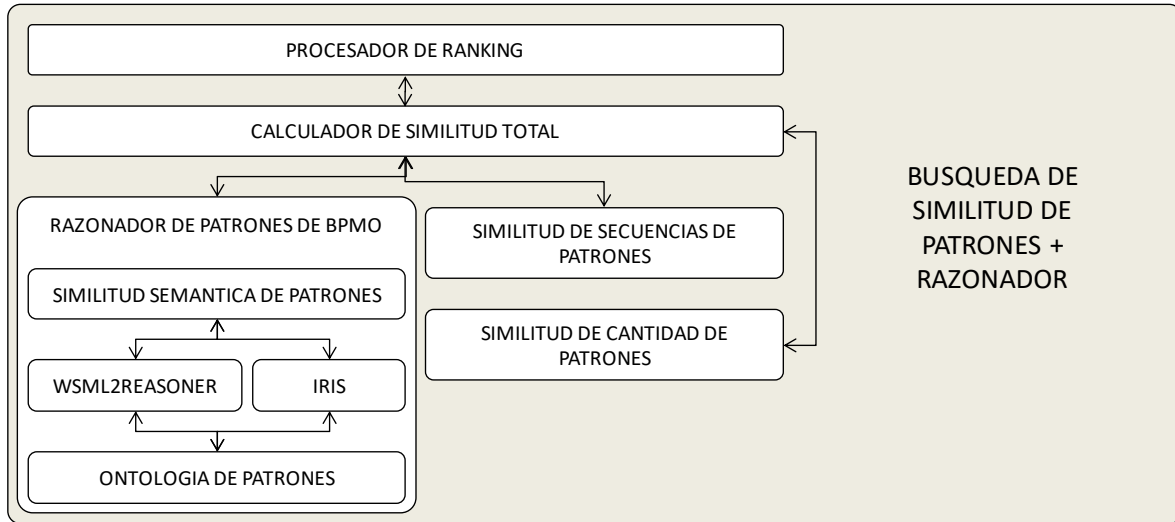 PROCESADOR DE RANKING
CALCULADOR DE SIMILITUD TOTAL
RAZONADOR DE PATRONES DE BPMO
SIMILITUD SEMANTICA DE PATRONES
WSML2REASONER
IRIS
ONTOLOGIA DE PATRONES
SIMILITUD DE SECUENCIAS DE
PATRONES
SIMILITUD DE CANTIDAD DE
PATRONES
BUSQUEDA DE
SIMILITUD DE
PATRONES +
RAZONADOR